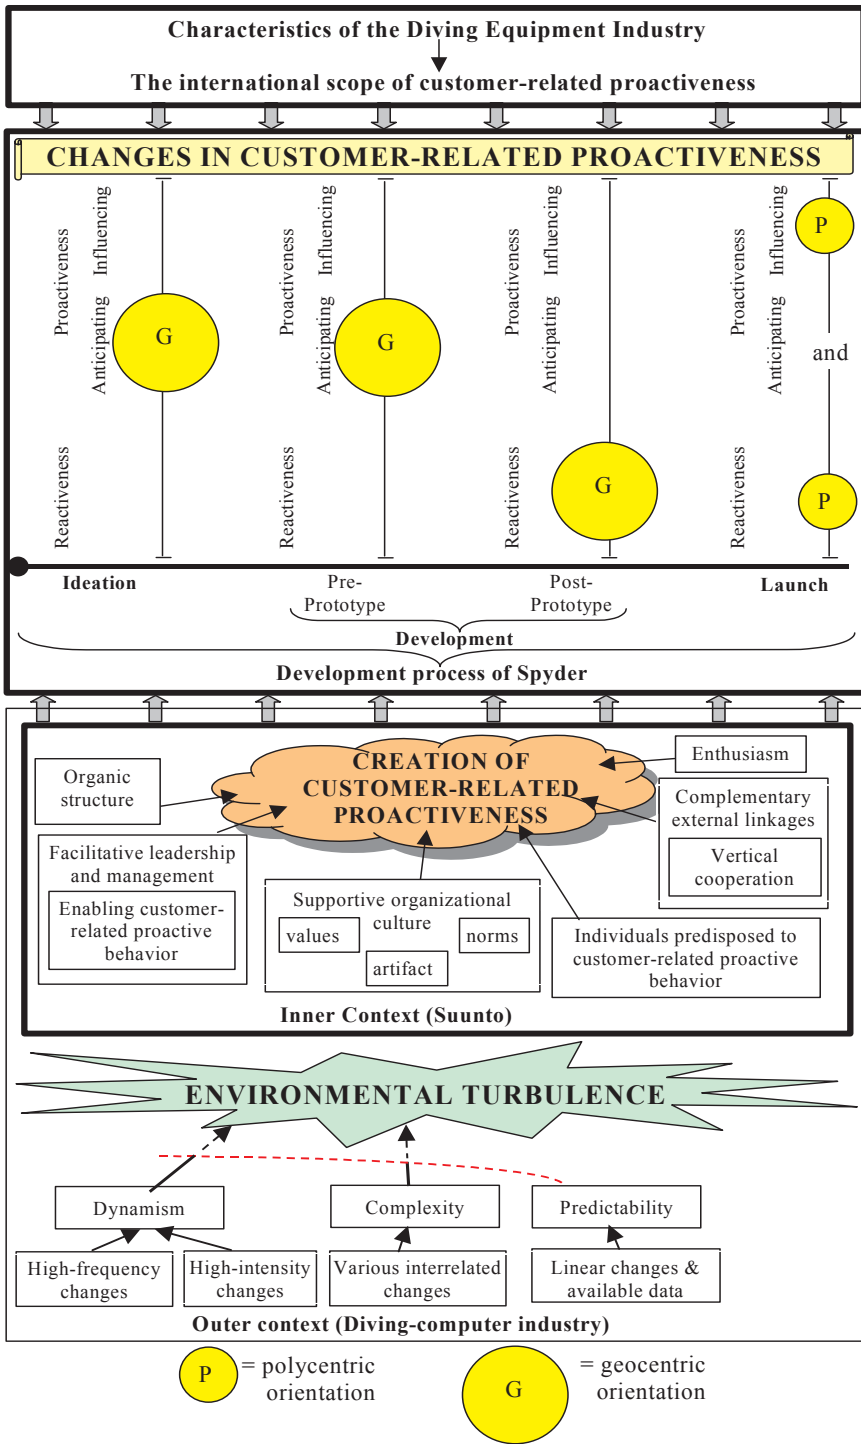 Characteristics of the Diving Equipment Industry
The international scope of customer-related proactiveness
CHANGES IN CUSTOMER-RELATED PROACTIVENESS
Reactiveness
Proactiveness
Anticipating
Influencing
G
Reactiveness
Proactiveness
Anticipating
Influencing
G
Reactiveness
Proactiveness
Anticipating
Influencing
G
Reactiveness
Proactiveness
Anticipating
Influencing
P
and
P
Ideation
Pre-
Prototype
Post-
Prototype
Launch
Development
Development process of Spyder
CREATION OF
CUSTOMER-RELATED
PROACTIVENESS
Enthusiasm
Organic
structure
Complementary
external linkages
Vertical
cooperation
Facilitative leadership
and management
Enabling customer-
related proactive
behavior
Supportive organizational
culture
values
norms
artifact
Individuals predisposed to
customer-related proactive
behavior
Inner Context (Suunto)
ENVIRONMENTAL TURBULENCE
Dynamism
Complexity
Predictability
High-frequency
changes
High-intensity
changes
Various interrelated
changes
Linear changes &
available data
Outer context (Diving-computer industry)
P
= polycentric
orientation
G
= geocentric
orientation